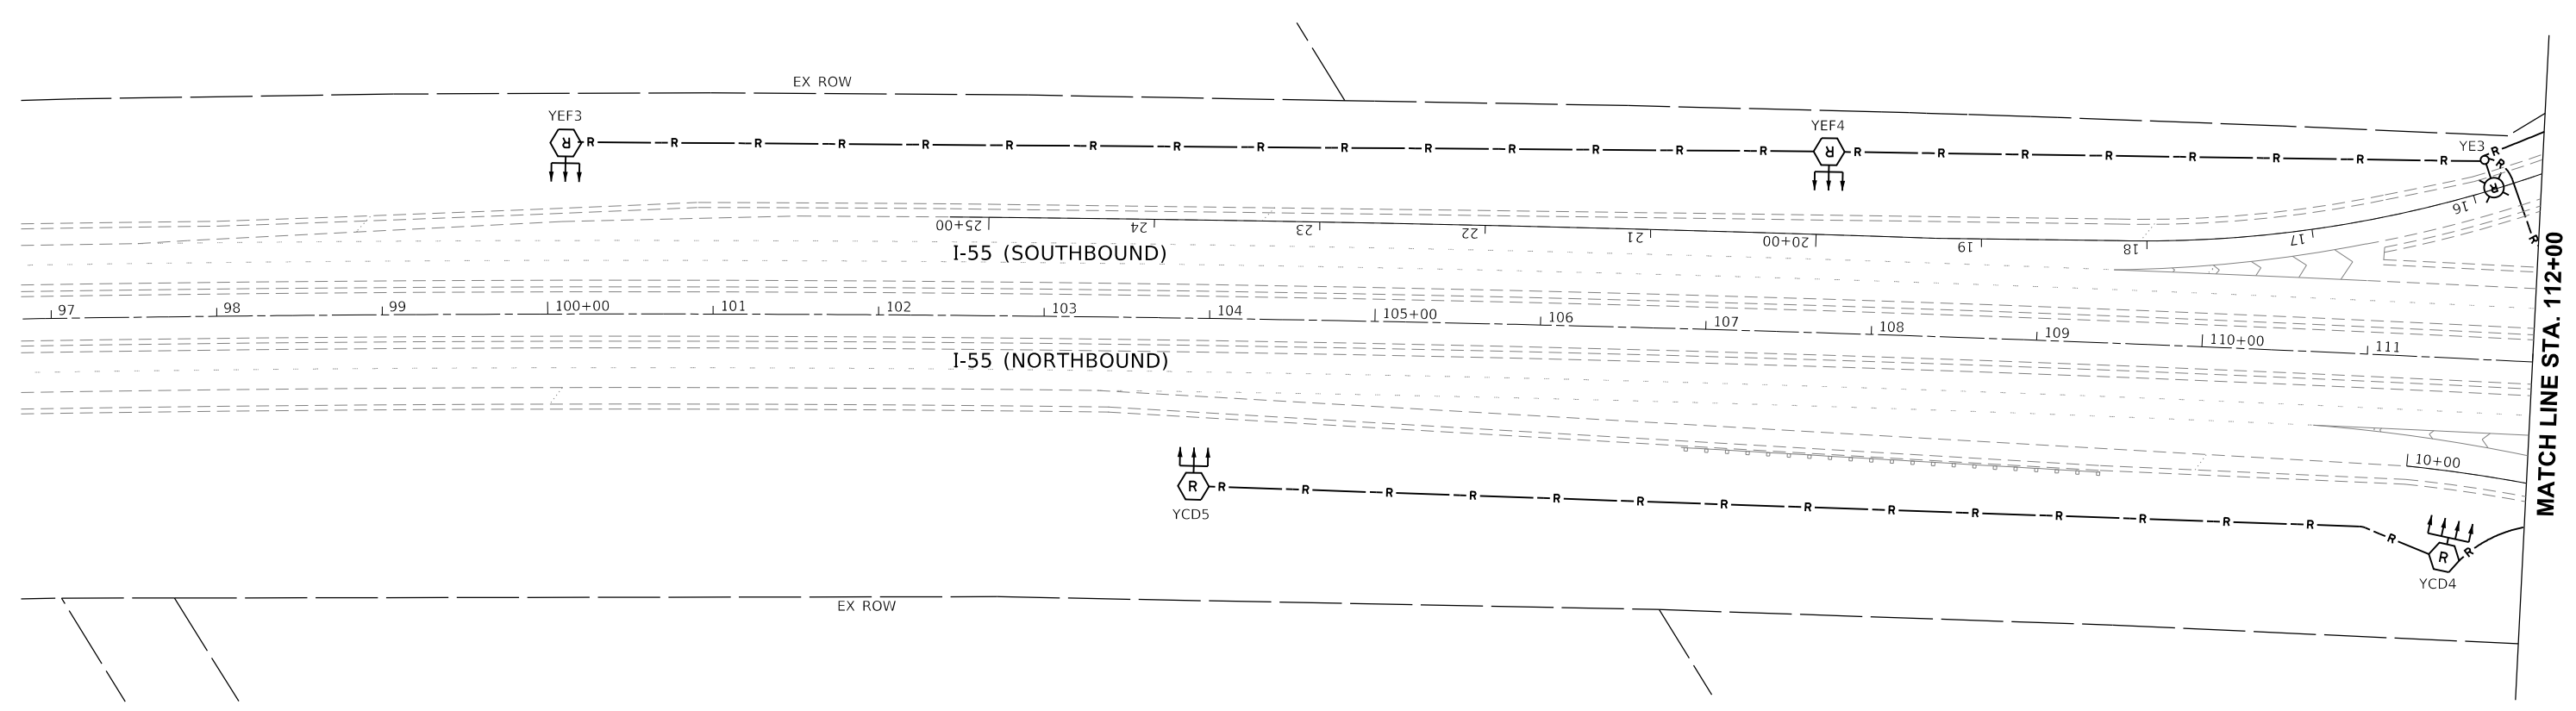 EX ROW
YEF3
R
R R R R R R R R R R R R R R R
YEF4
R
R R R R R R R R
YE3
R
R
R
R
25+00 24 23 22 21 20+00 19 18 17 16
I-55 (SOUTHBOUND)
97 98 99 100+00 101 102 103 104 105+00 106 107 108 109 110+00 111
I-55 (NORTHBOUND)
MATCH LINE STA. 112+00
10+00
R
YCD5
R R R R R R R R R R R R R R R
R
R
YCD4
EX ROW